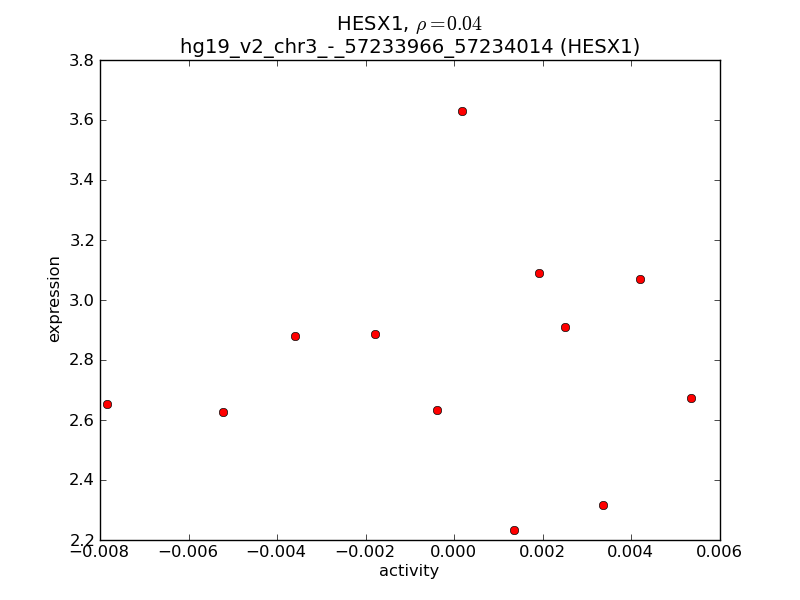 HESX1, ρ=0.04
hg19_v2_chr3_-_57233966_57234014 (HESX1)
3.8
3.6
3.4
3.2
3.0
2.8
2.6
2.4
2.2
expression
−0.008 −0.006 −0.004 −0.002 0.000 0.002 0.004 0.006
activity